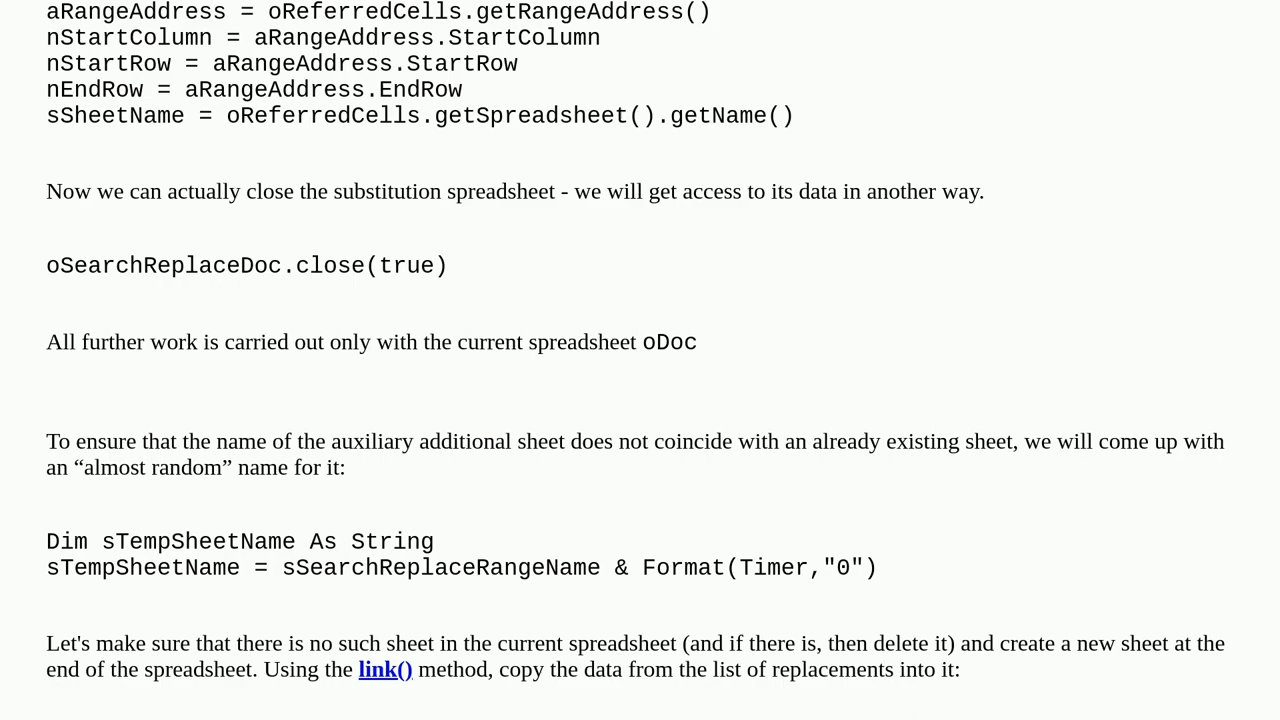 aRangeAddress = oReferredCells.getRangeAddress()
nStartColumn = aRangeAddress.StartColumn
nStartRow = aRangeAddress.StartRow
nEndRow = aRangeAddress.EndRow
sSheetName = oReferredCells.getSpreadsheet().getName()
Now we can actually close the substitution spreadsheet - we will get access to its data in another way.
oSearchReplaceDoc.close(true)
All further work is carried out only with the current spreadsheet oDoc
To ensure that the name of the auxiliary additional sheet does not coincide with an already existing sheet, we will come up with
an “almost random” name for it:
Dim sTempSheetName As String
sTempSheetName = sSearchReplaceRangeName & Format(Timer,"0")
Let's make sure that there is no such sheet in the current spreadsheet (and if there is, then delete it) and create a new sheet at the
end of the spreadsheet. Using the link() method, copy the data from the list of replacements into it: